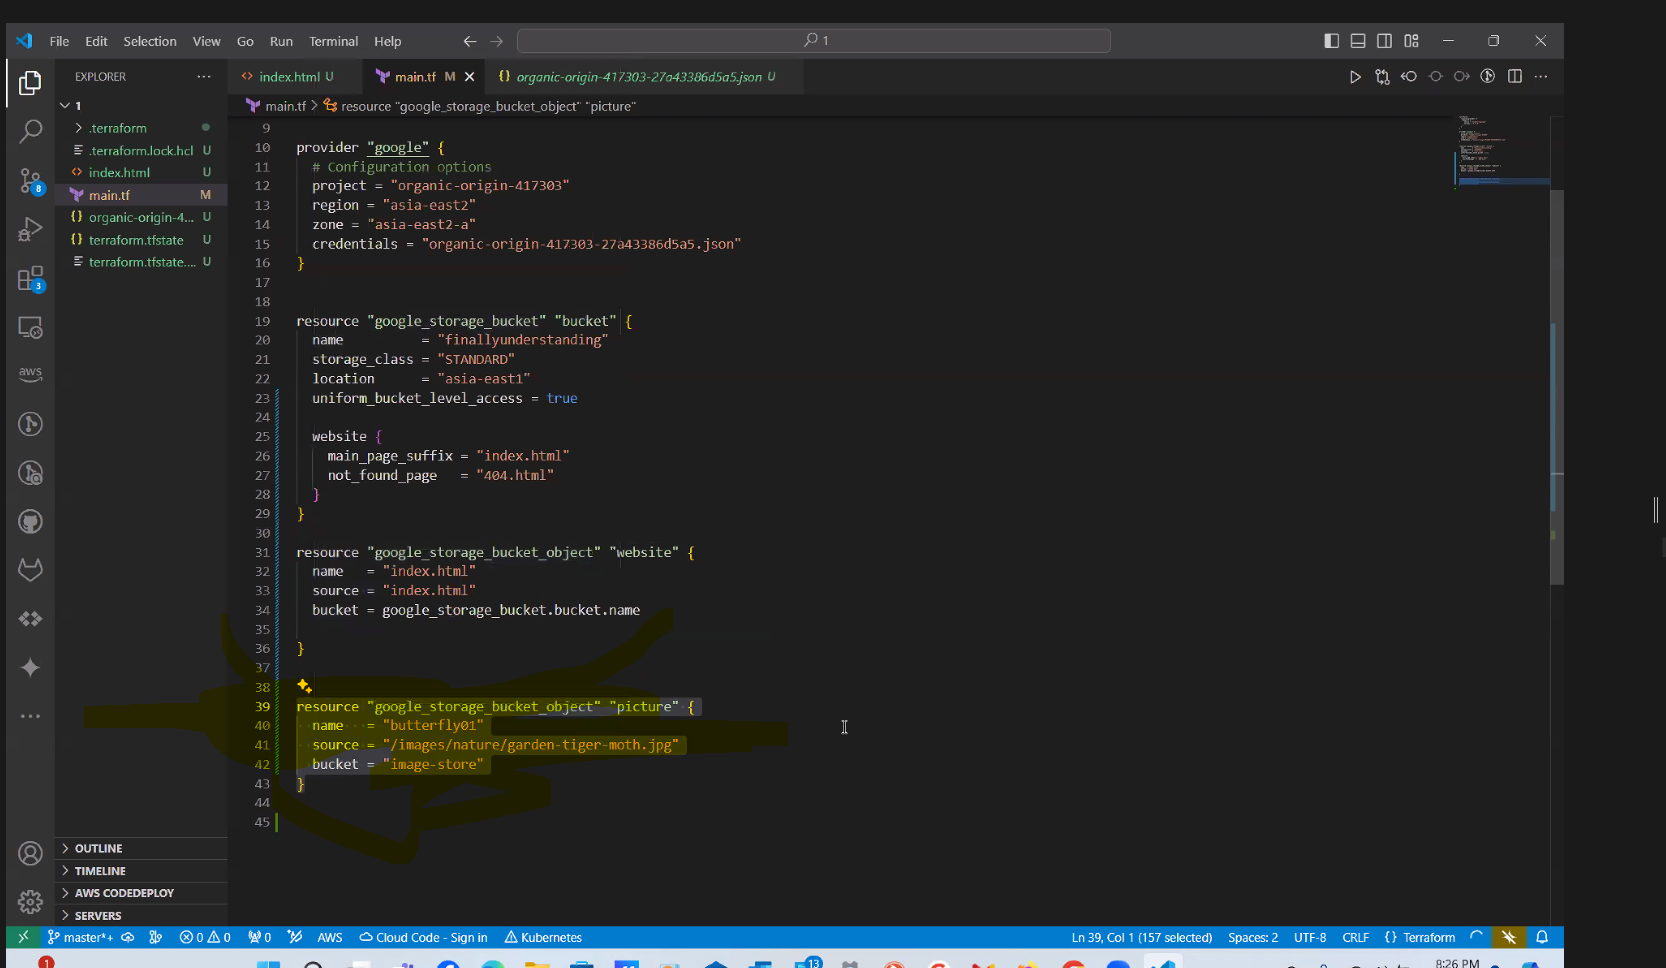 File Edit Selection View Go Run Terminal Help
1
EXPLORER
index.html U
main.tf M
organic-origin-417303-27a43386d5a5.json U
1
.terraform
.terraform.lock.hcl U
index.html U
main.tf M
organic-origin-4... U
terraform.tfstate U
terraform.tfstate.... U
8
3
aws
main.tf > resource "google_storage_bucket_object" "picture"
9
10 provider "google" {
11 # Configuration options
12 project = "organic-origin-417303"
13 region = "asia-east2"
14 zone = "asia-east2-a"
15 credentials = "organic-origin-417303-27a43386d5a5.json"
16 }
17
18
19 resource "google_storage_bucket" "bucket" {
20 name = "finallyunderstanding"
21 storage_class = "STANDARD"
22 location = "asia-east1"
23 uniform_bucket_level_access = true
24
25 website {
26 main_page_suffix = "index.html"
27 not_found_page = "404.html"
28 }
29 }
30
31 resource "google_storage_bucket_object" "website" {
32 name = "index.html"
33 source = "index.html"
34 bucket = google_storage_bucket.bucket.name
35
36 }
37
38
39 resource "google_storage_bucket_object" "picture" {
40 name = "butterfly01"
41 source = "/images/nature/garden-tiger-moth.jpg"
42 bucket = "image-store"
43 }
44
45
OUTLINE
TIMELINE
AWS CODEDEPLOY
SERVERS
master*+ 0 0 0 AWS Cloud Code - Sign in Kubernetes Ln 39, Col 1 (157 selected) Spaces: 2 UTF-8 CRLF {} Terraform
1
13
8:26 PM